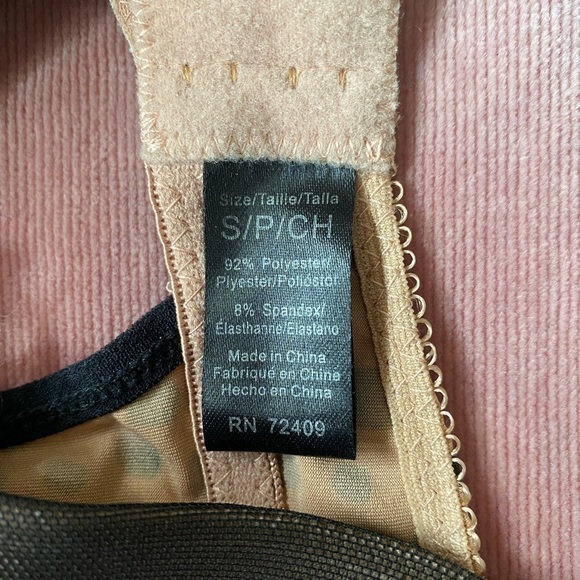 Size/Taille/Talla
S/P/CH
92% Polyester/
Plyester/Poliostor
8% Spandex/
Élasthanne/Elastano
Made in China
Fabriqué en Chine
Hecho en China
RN 72409